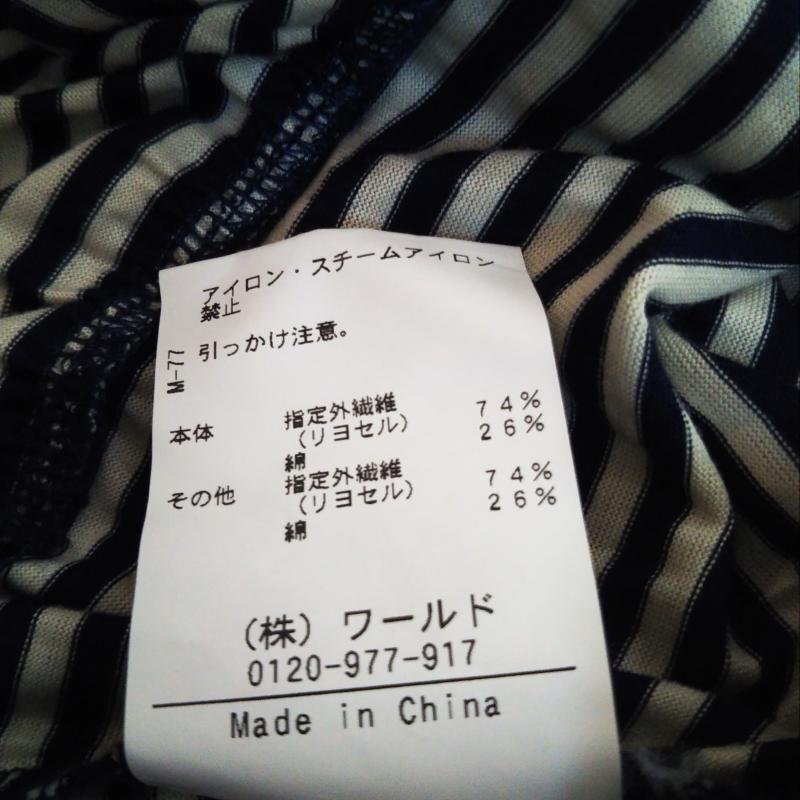 アイロン・スチームアイロン
禁止
引っかけ注意。
M-77
本体 指定外繊維 74%
(リヨセル) 26%
綿
その他 指定外繊維 74%
(リヨセル) 26%
綿
(株) ワールド
0120-977-917
Made in China